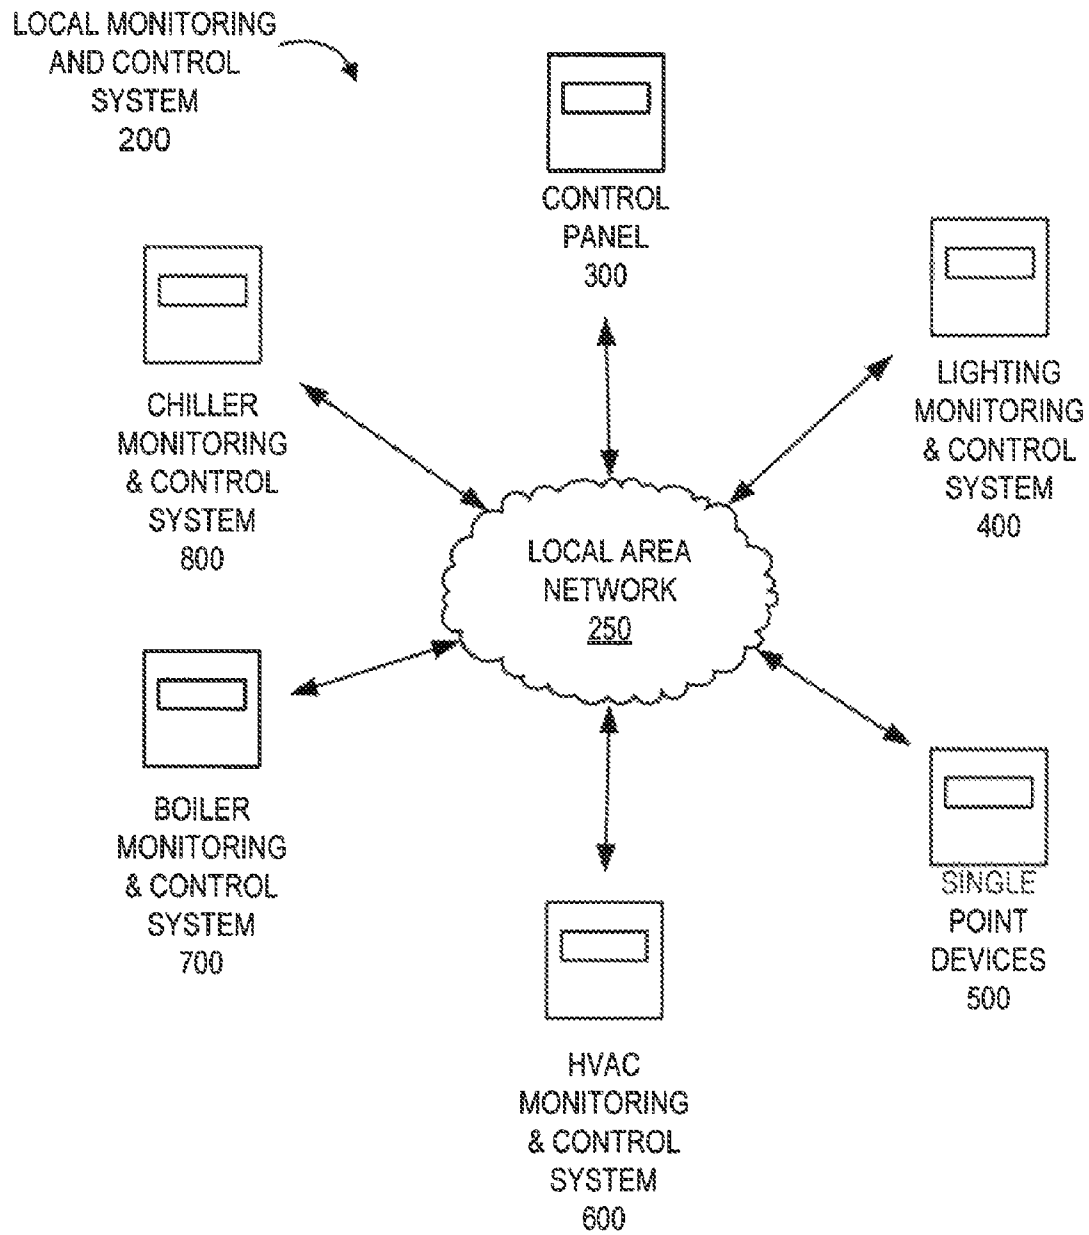 LOCAL MONITORING
AND CONTROL
SYSTEM
200
CONTROL
PANEL
300
LIGHTING
MONITORING
& CONTROL
SYSTEM
400
CHILLER
MONITORING
& CONTROL
SYSTEM
800
LOCAL AREA
NETWORK
250
BOILER
MONITORING
& CONTROL
SYSTEM
700
SINGLE
POINT
DEVICES
500
HVAC
MONITORING
& CONTROL
SYSTEM
600